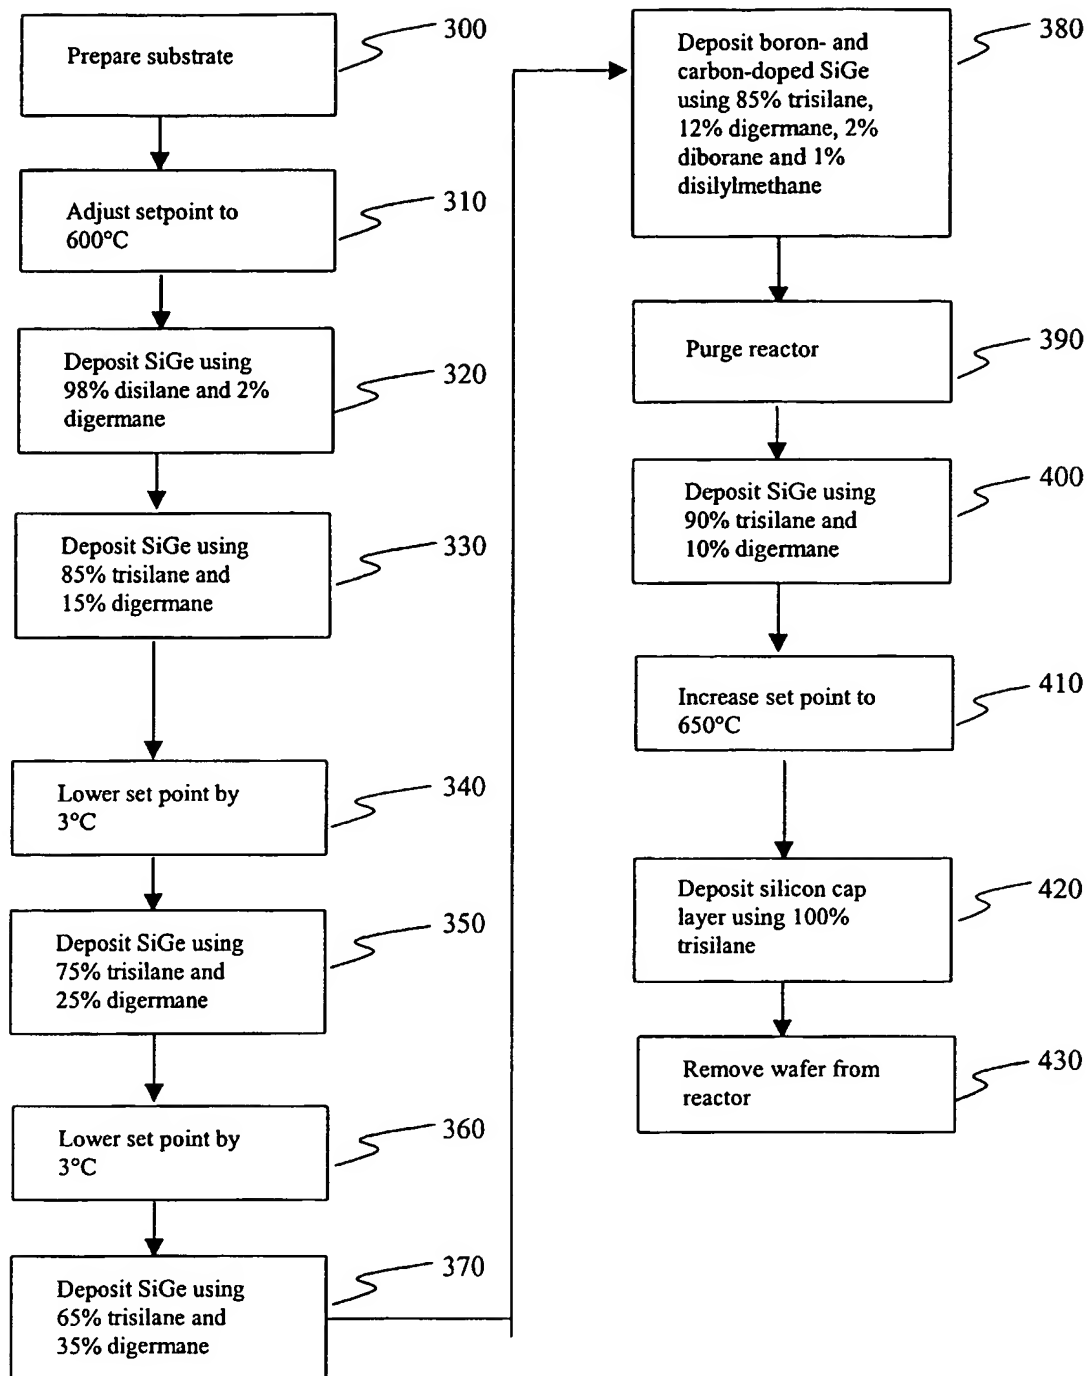 Prepare substrate
300
Adjust setpoint to
600°C
310
Deposit SiGe using
98% disilane and 2%
digermane
320
Deposit SiGe using
85% trisilane and
15% digermane
330
Lower set point by
3°C
340
Deposit SiGe using
75% trisilane and
25% digermane
350
Lower set point by
3°C
360
Deposit SiGe using
65% trisilane and
35% digermane
370
Deposit boron- and
carbon-doped SiGe
using 85% trisilane,
12% digermane, 2%
diborane and 1%
disilylmethane
380
Purge reactor
390
Deposit SiGe using
90% trisilane and
10% digermane
400
Increase set point to
650°C
410
Deposit silicon cap
layer using 100%
trisilane
420
Remove wafer from
reactor
430